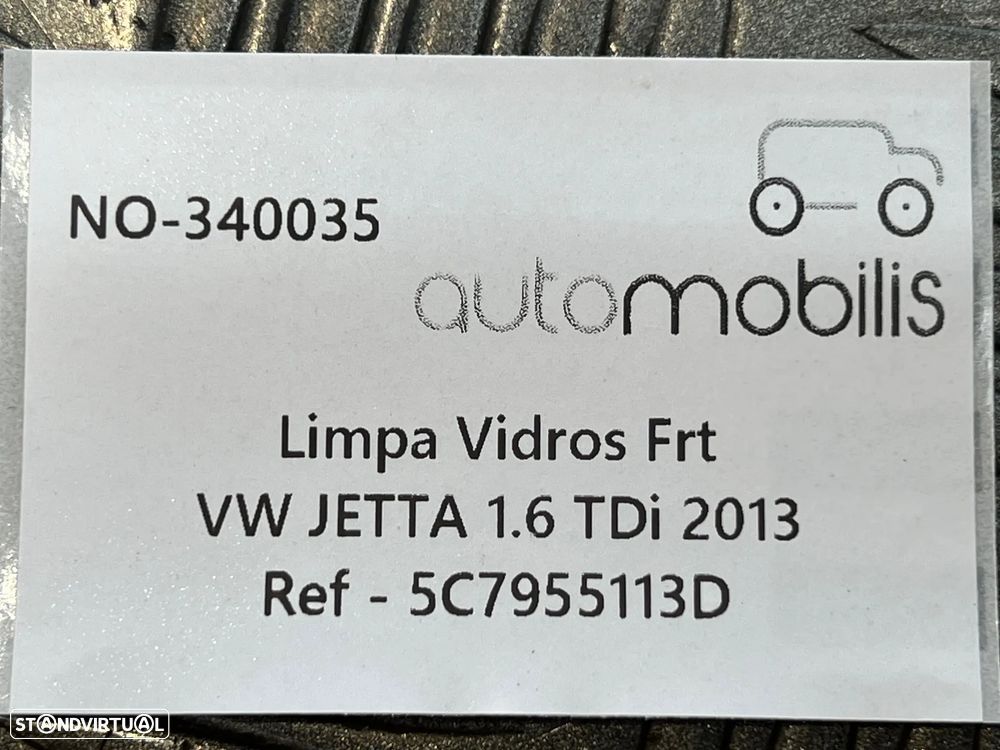 NO-340035
automobilis
Limpa Vidros Frt
VW JETTA 1.6 TDi 2013
Ref - 5C7955113D
STANDVIRTUAL